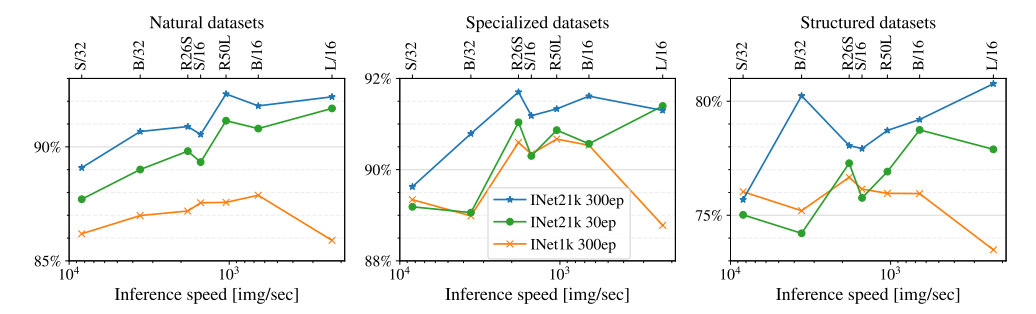 Natural datasets
S/32
B/32
R26S
S/16
R50L
B/16
L/16
90%
85%
10⁴
10³
Inference speed [img/sec]
Specialized datasets
S/32
B/32
R26S
S/16
R50L
B/16
L/16
92%
90%
88%
INet21k 300ep
INet21k 30ep
INet1k 300ep
10⁴
10³
Inference speed [img/sec]
Structured datasets
S/32
B/32
R26S
S/16
R50L
B/16
L/16
80%
75%
10⁴
10³
Inference speed [img/sec]